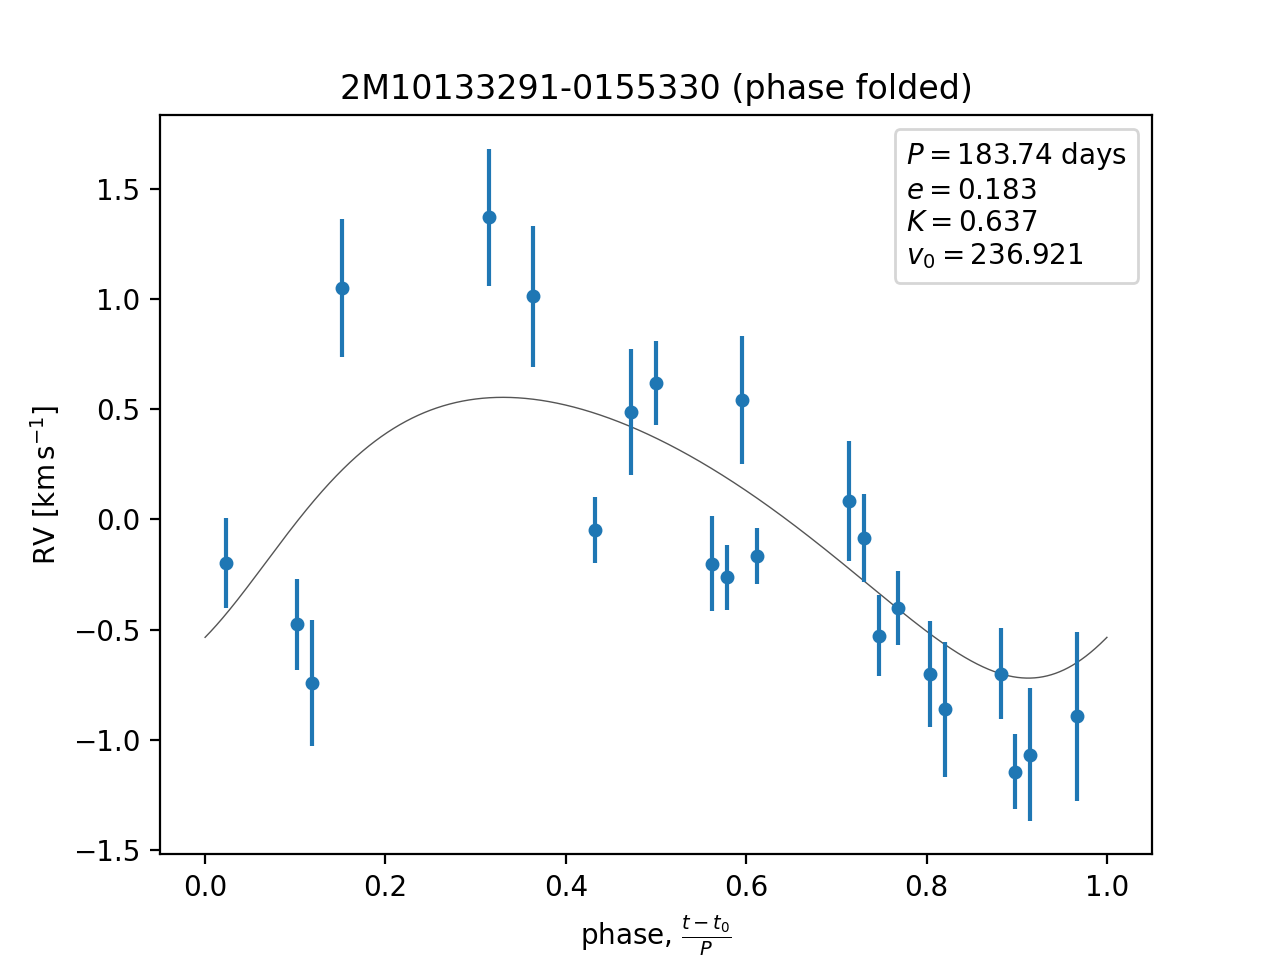 2M10133291-0155330 (phase folded)
P = 183.74 days
e = 0.183
K = 0.637
v₀ = 236.921
RV [km s⁻¹]
1.5
1.0
0.5
0.0
−0.5
−1.0
−1.5
0.0 0.2 0.4 0.6 0.8 1.0
phase, (t − t₀)/P